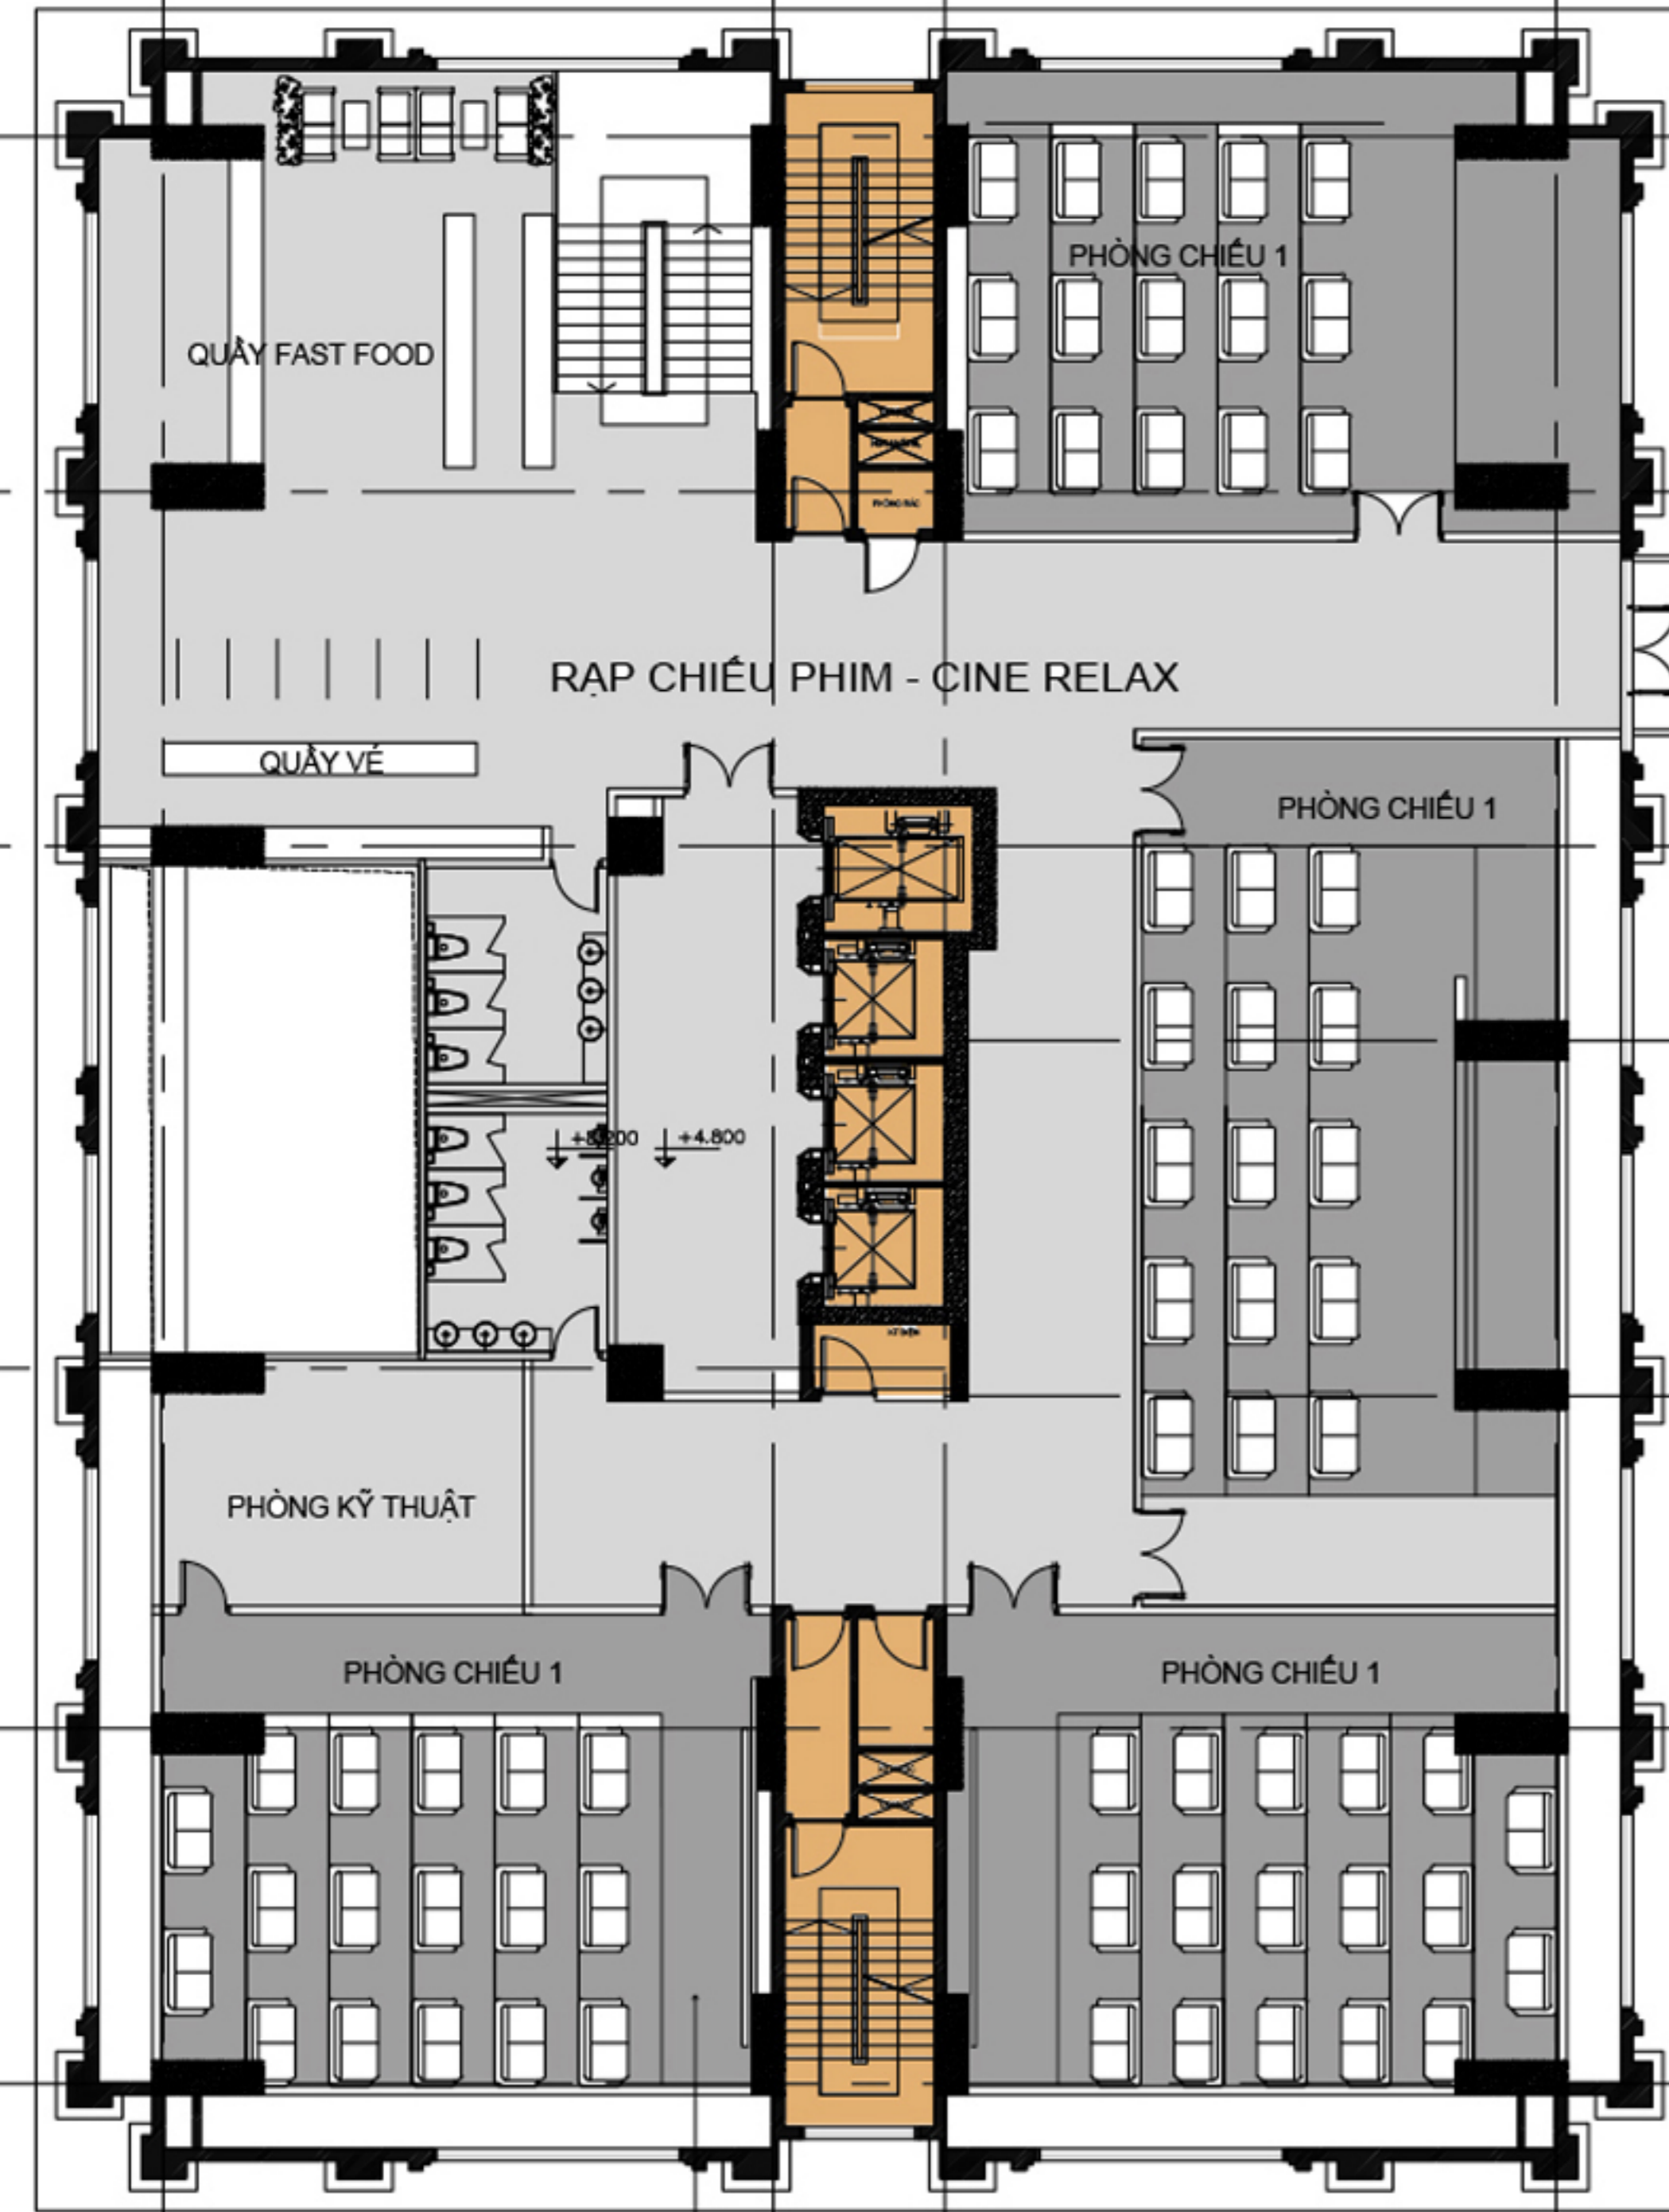 PHÒNG CHIẾU 1
QUẦY FAST FOOD
RẠP CHIẾU PHIM - CINE RELAX
QUẦY VÉ
PHÒNG CHIẾU 1
+4.800
PHÒNG KỸ THUẬT
PHÒNG CHIẾU 1
PHÒNG CHIẾU 1